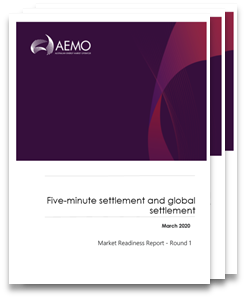 AEMO
Five-minute settlement and global
settlement
March 2020
Market Readiness Report - Round 1